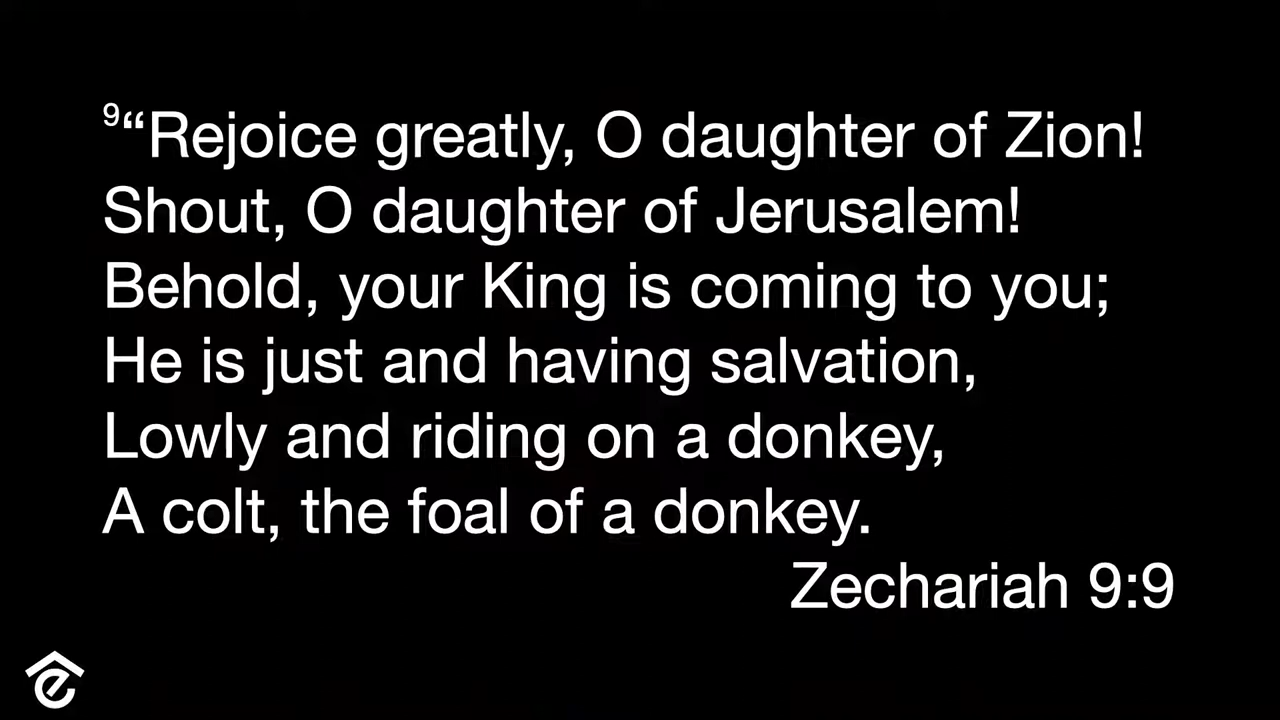 9“Rejoice greatly, O daughter of Zion!
Shout, O daughter of Jerusalem!
Behold, your King is coming to you;
He is just and having salvation,
Lowly and riding on a donkey,
A colt, the foal of a donkey.
Zechariah 9:9
e